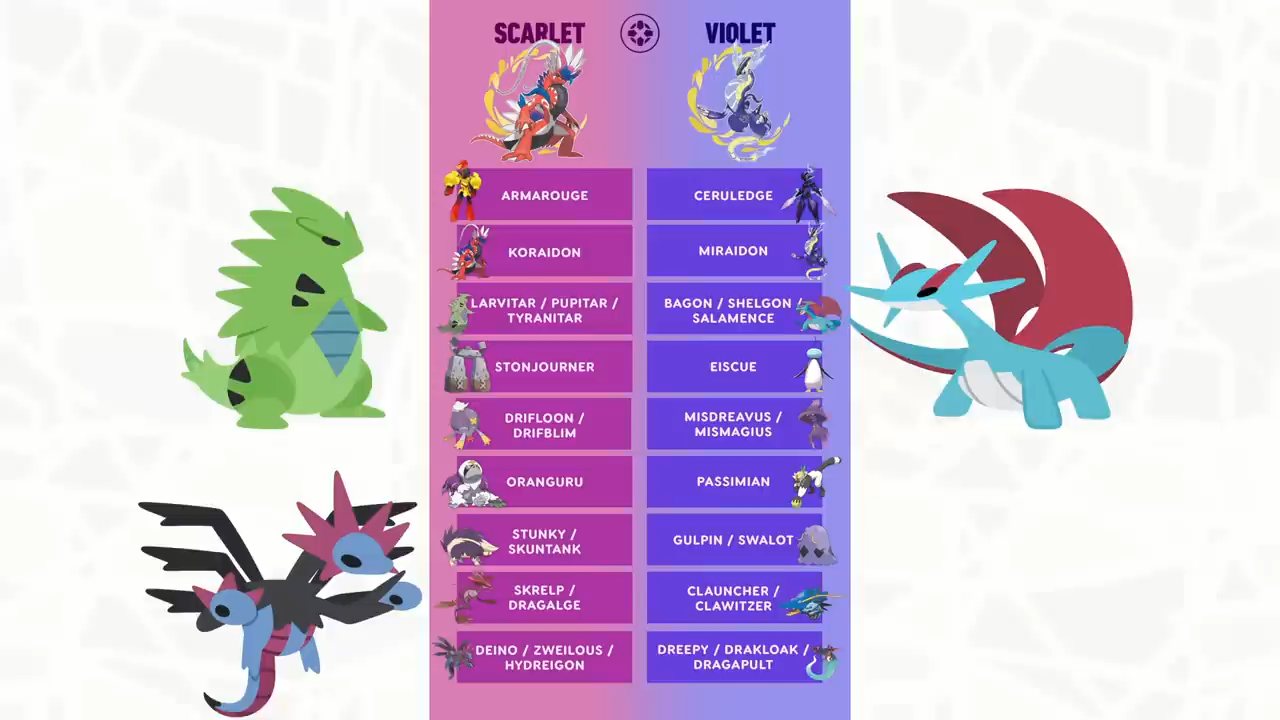 SCARLET
VIOLET
ARMAROUGE
CERULEDGE
KORAIDON
MIRAIDON
LARVITAR / PUPITAR /
TYRANITAR
BAGON / SHELGON /
SALAMENCE
STONJOURNER
EISCUE
DRIFLOON /
DRIFBLIM
MISDREAVUS /
MISMAGIUS
ORANGURU
PASSIMIAN
STUNKY /
SKUNTANK
GULPIN / SWALOT
SKRELP /
DRAGALGE
CLAUNCHER /
CLAWITZER
DEINO / ZWEILOUS /
HYDREIGON
DREEPY / DRAKLOAK /
DRAGAPULT